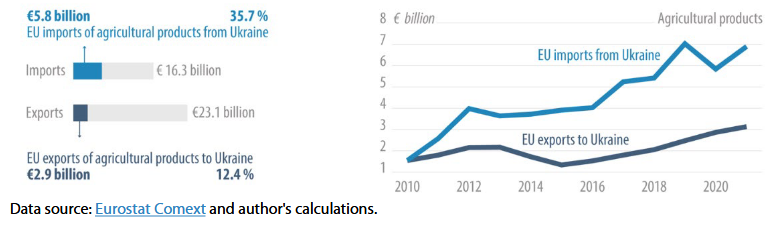 €5.8 billion 35.7 %
EU imports of agricultural products from Ukraine
Imports € 16.3 billion
Exports €23.1 billion
EU exports of agricultural products to Ukraine
€2.9 billion 12.4 %
8 € billion Agricultural products
7
EU imports from Ukraine
6
5
4
3
EU exports to Ukraine
2
1
2010 2012 2014 2016 2018 2020
Data source: Eurostat Comext and author's calculations.